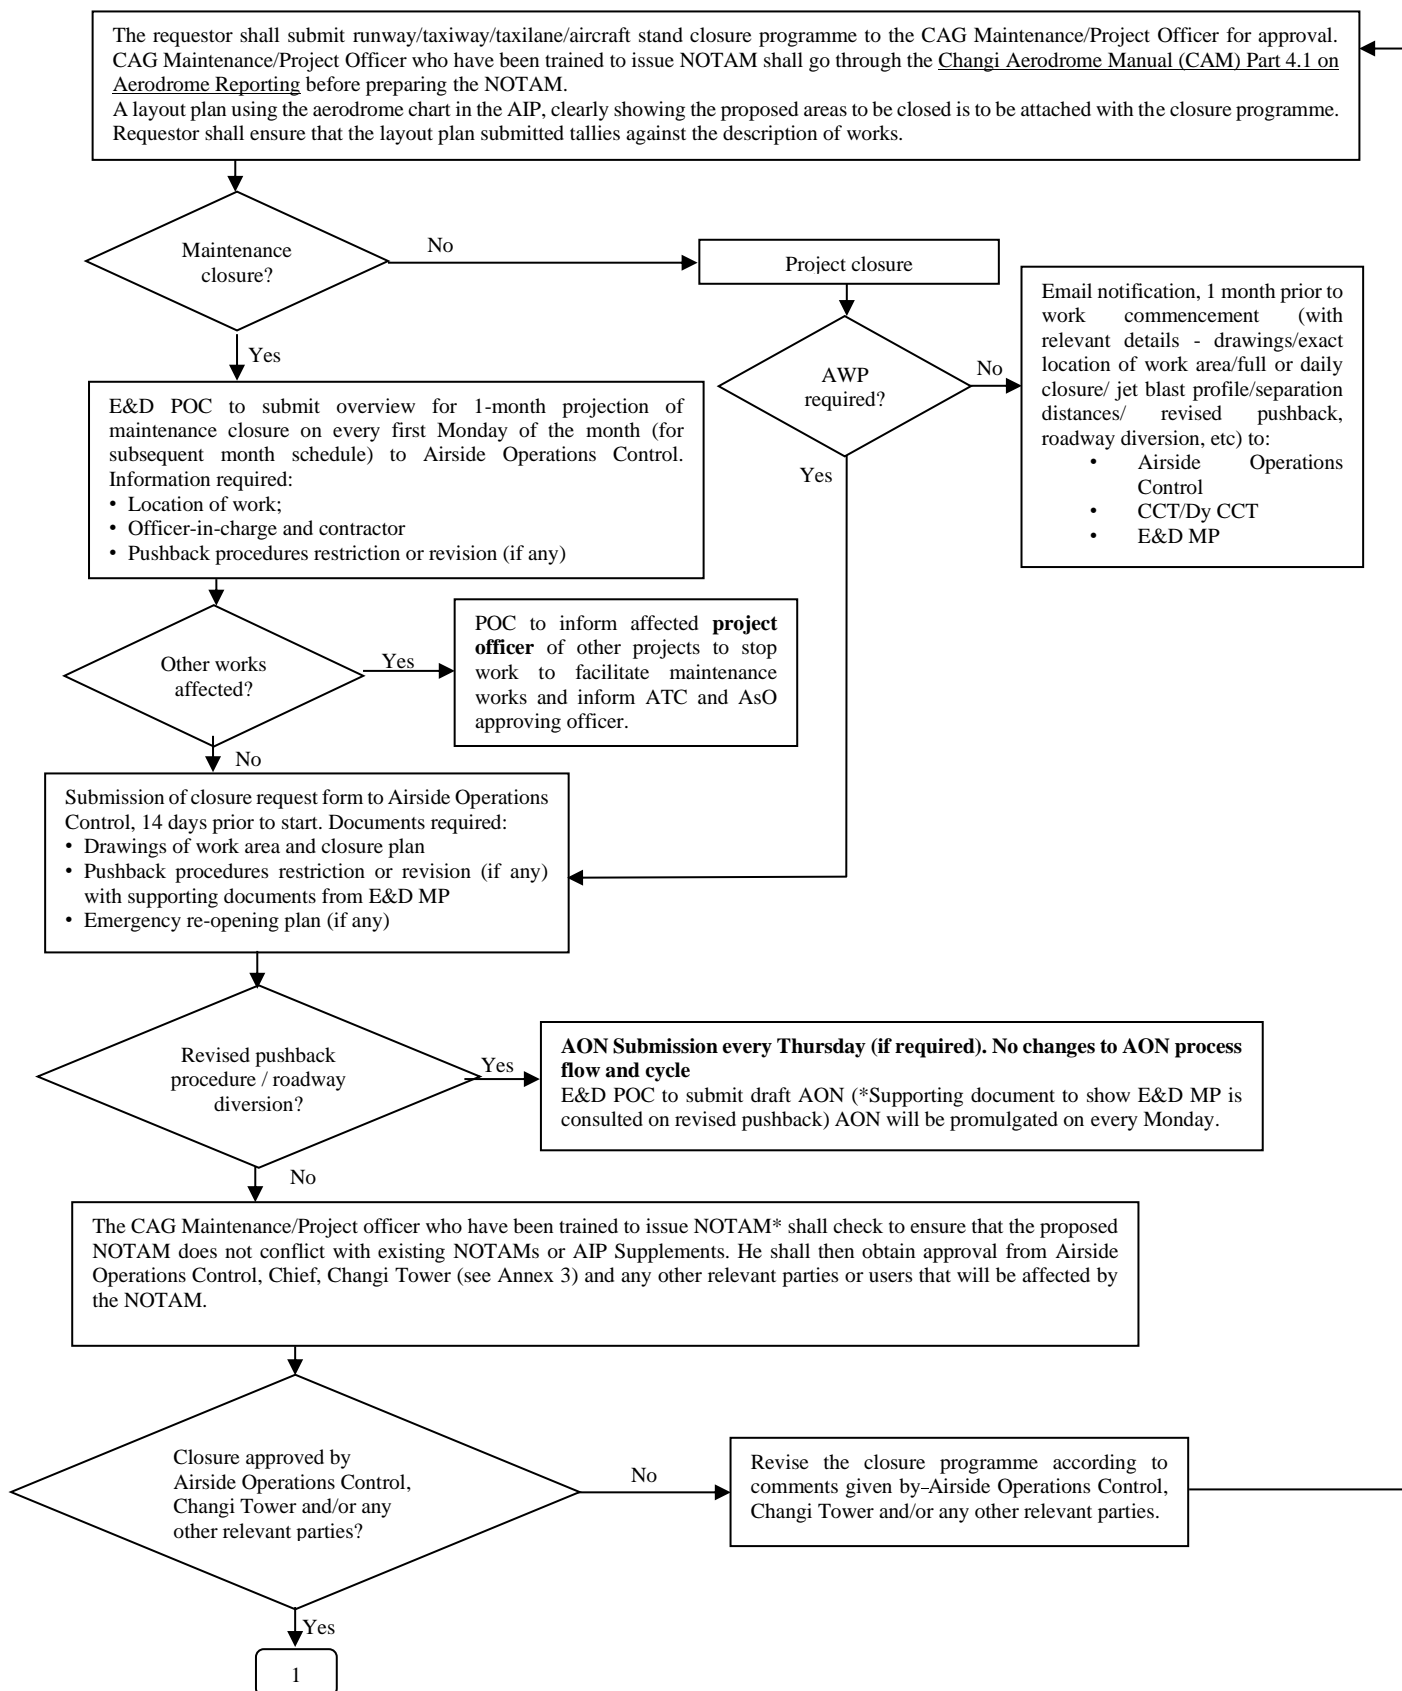 The requestor shall submit runway/taxiway/taxilane/aircraft stand closure programme to the CAG Maintenance/Project Officer for approval.
CAG Maintenance/Project Officer who have been trained to issue NOTAM shall go through the Changi Aerodrome Manual (CAM) Part 4.1 on
Aerodrome Reporting before preparing the NOTAM.
A layout plan using the aerodrome chart in the AIP, clearly showing the proposed areas to be closed is to be attached with the closure programme.
Requestor shall ensure that the layout plan submitted tallies against the description of works.
Maintenance
closure?
No
Project closure
Yes
AWP
required?
No
Yes
Email notification, 1 month prior to
work commencement (with
relevant details - drawings/exact
location of work area/full or daily
closure/ jet blast profile/separation
distances/ revised pushback,
roadway diversion, etc) to:
• Airside Operations
Control
• CCT/Dy CCT
• E&D MP
E&D POC to submit overview for 1-month projection of
maintenance closure on every first Monday of the month (for
subsequent month schedule) to Airside Operations Control.
Information required:
• Location of work;
• Officer-in-charge and contractor
• Pushback procedures restriction or revision (if any)
Other works
affected?
Yes
POC to inform affected project
officer of other projects to stop
work to facilitate maintenance
works and inform ATC and AsO
approving officer.
No
Submission of closure request form to Airside Operations
Control, 14 days prior to start. Documents required:
• Drawings of work area and closure plan
• Pushback procedures restriction or revision (if any)
with supporting documents from E&D MP
• Emergency re-opening plan (if any)
Revised pushback
procedure / roadway
diversion?
Yes
AON Submission every Thursday (if required). No changes to AON process
flow and cycle
E&D POC to submit draft AON (*Supporting document to show E&D MP is
consulted on revised pushback) AON will be promulgated on every Monday.
No
The CAG Maintenance/Project officer who have been trained to issue NOTAM* shall check to ensure that the proposed
NOTAM does not conflict with existing NOTAMs or AIP Supplements. He shall then obtain approval from Airside
Operations Control, Chief, Changi Tower (see Annex 3) and any other relevant parties or users that will be affected by
the NOTAM.
Closure approved by
Airside Operations Control,
Changi Tower and/or any
other relevant parties?
No
Revise the closure programme according to
comments given by–Airside Operations Control,
Changi Tower and/or any other relevant parties.
Yes
1